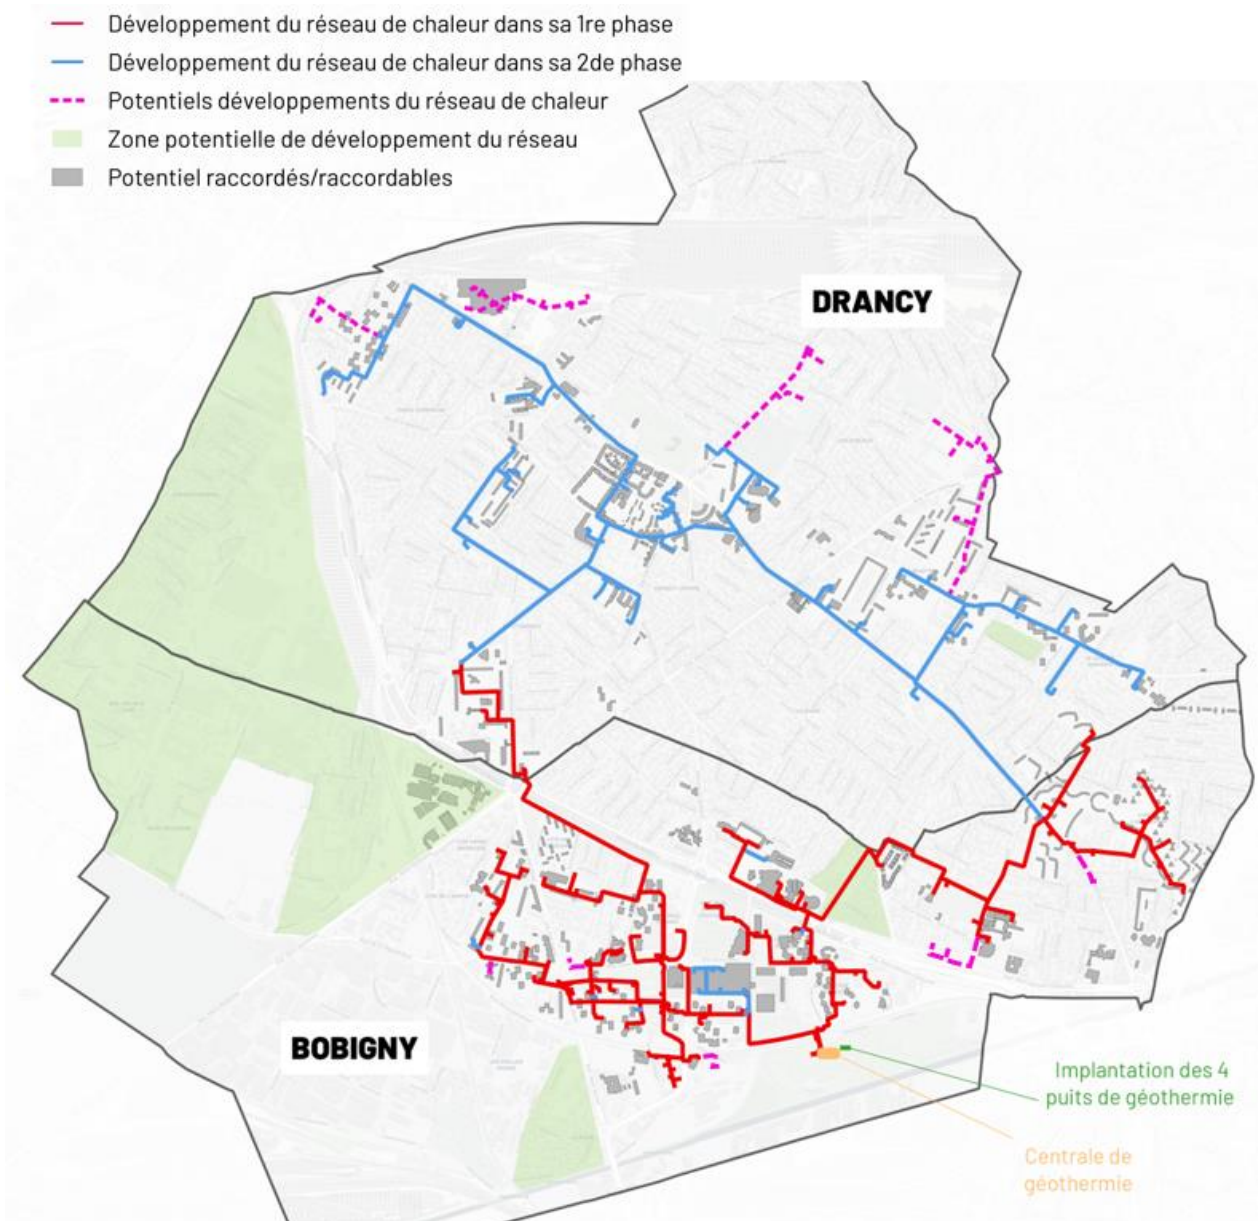 Développement du réseau de chaleur dans sa 1re phase
Développement du réseau de chaleur dans sa 2de phase
Potentiels développements du réseau de chaleur
Zone potentielle de développement du réseau
Potentiel raccordés/raccordables
DRANCY
BOBIGNY
Implantation des 4
puits de géothermie
Centrale de
géothermie